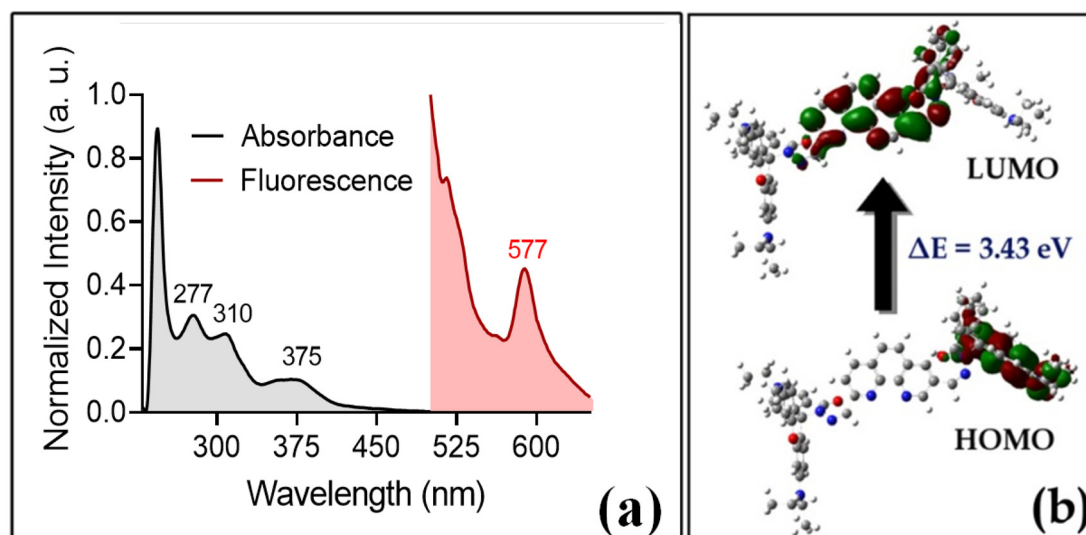 Normalized Intensity (a. u.)
1.0
0.8
0.6
0.4
0.2
0.0
Absorbance
Fluorescence
277
310
375
577
300
375
450
525
600
Wavelength (nm)
(a)
LUMO
ΔE = 3.43 eV
HOMO
(b)